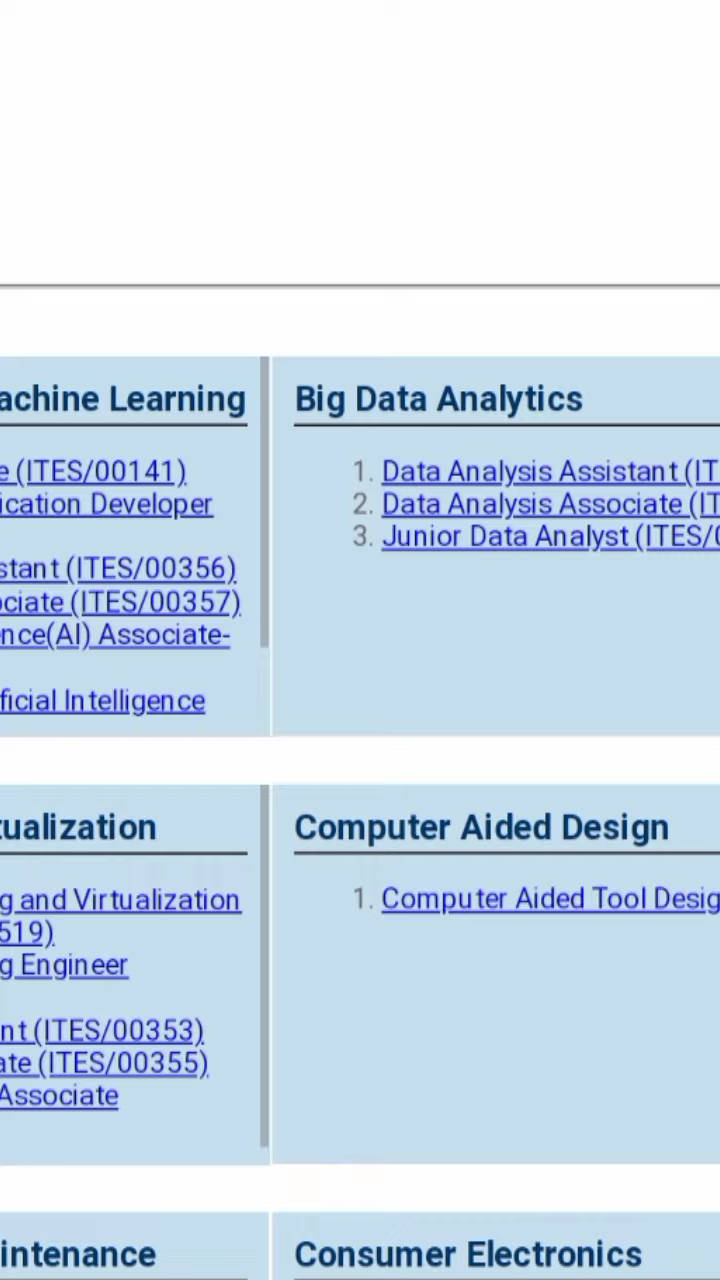 achine Learning
e (ITES/00141)
ication Developer
stant (ITES/00356)
ociate (ITES/00357)
ence(AI) Associate-
ficial Intelligence
Big Data Analytics
1. Data Analysis Assistant (IT
2. Data Analysis Associate (IT
3. Junior Data Analyst (ITES/0
tualization
g and Virtualization
519)
g Engineer
nt (ITES/00353)
ate (ITES/00355)
Associate
Computer Aided Design
1. Computer Aided Tool Desig
intenance
Consumer Electronics